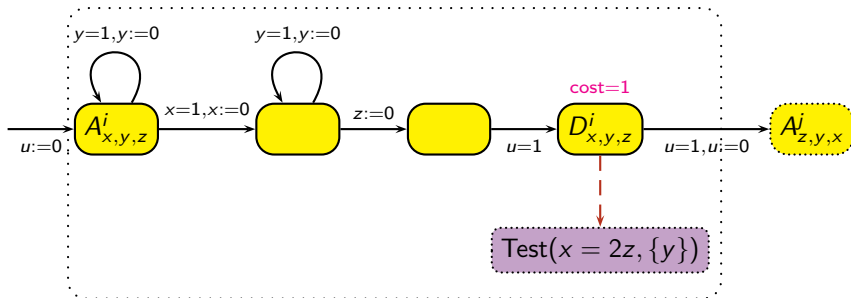 y=1,y:=0 y=1,y:=0
cost=1
x=1,x:=0 z:=0
A^i_{x,y,z} D^i_{x,y,z} A^j_{z,y,x}
u:=0 u=1 u=1,u:=0
Test(x = 2z, {y})